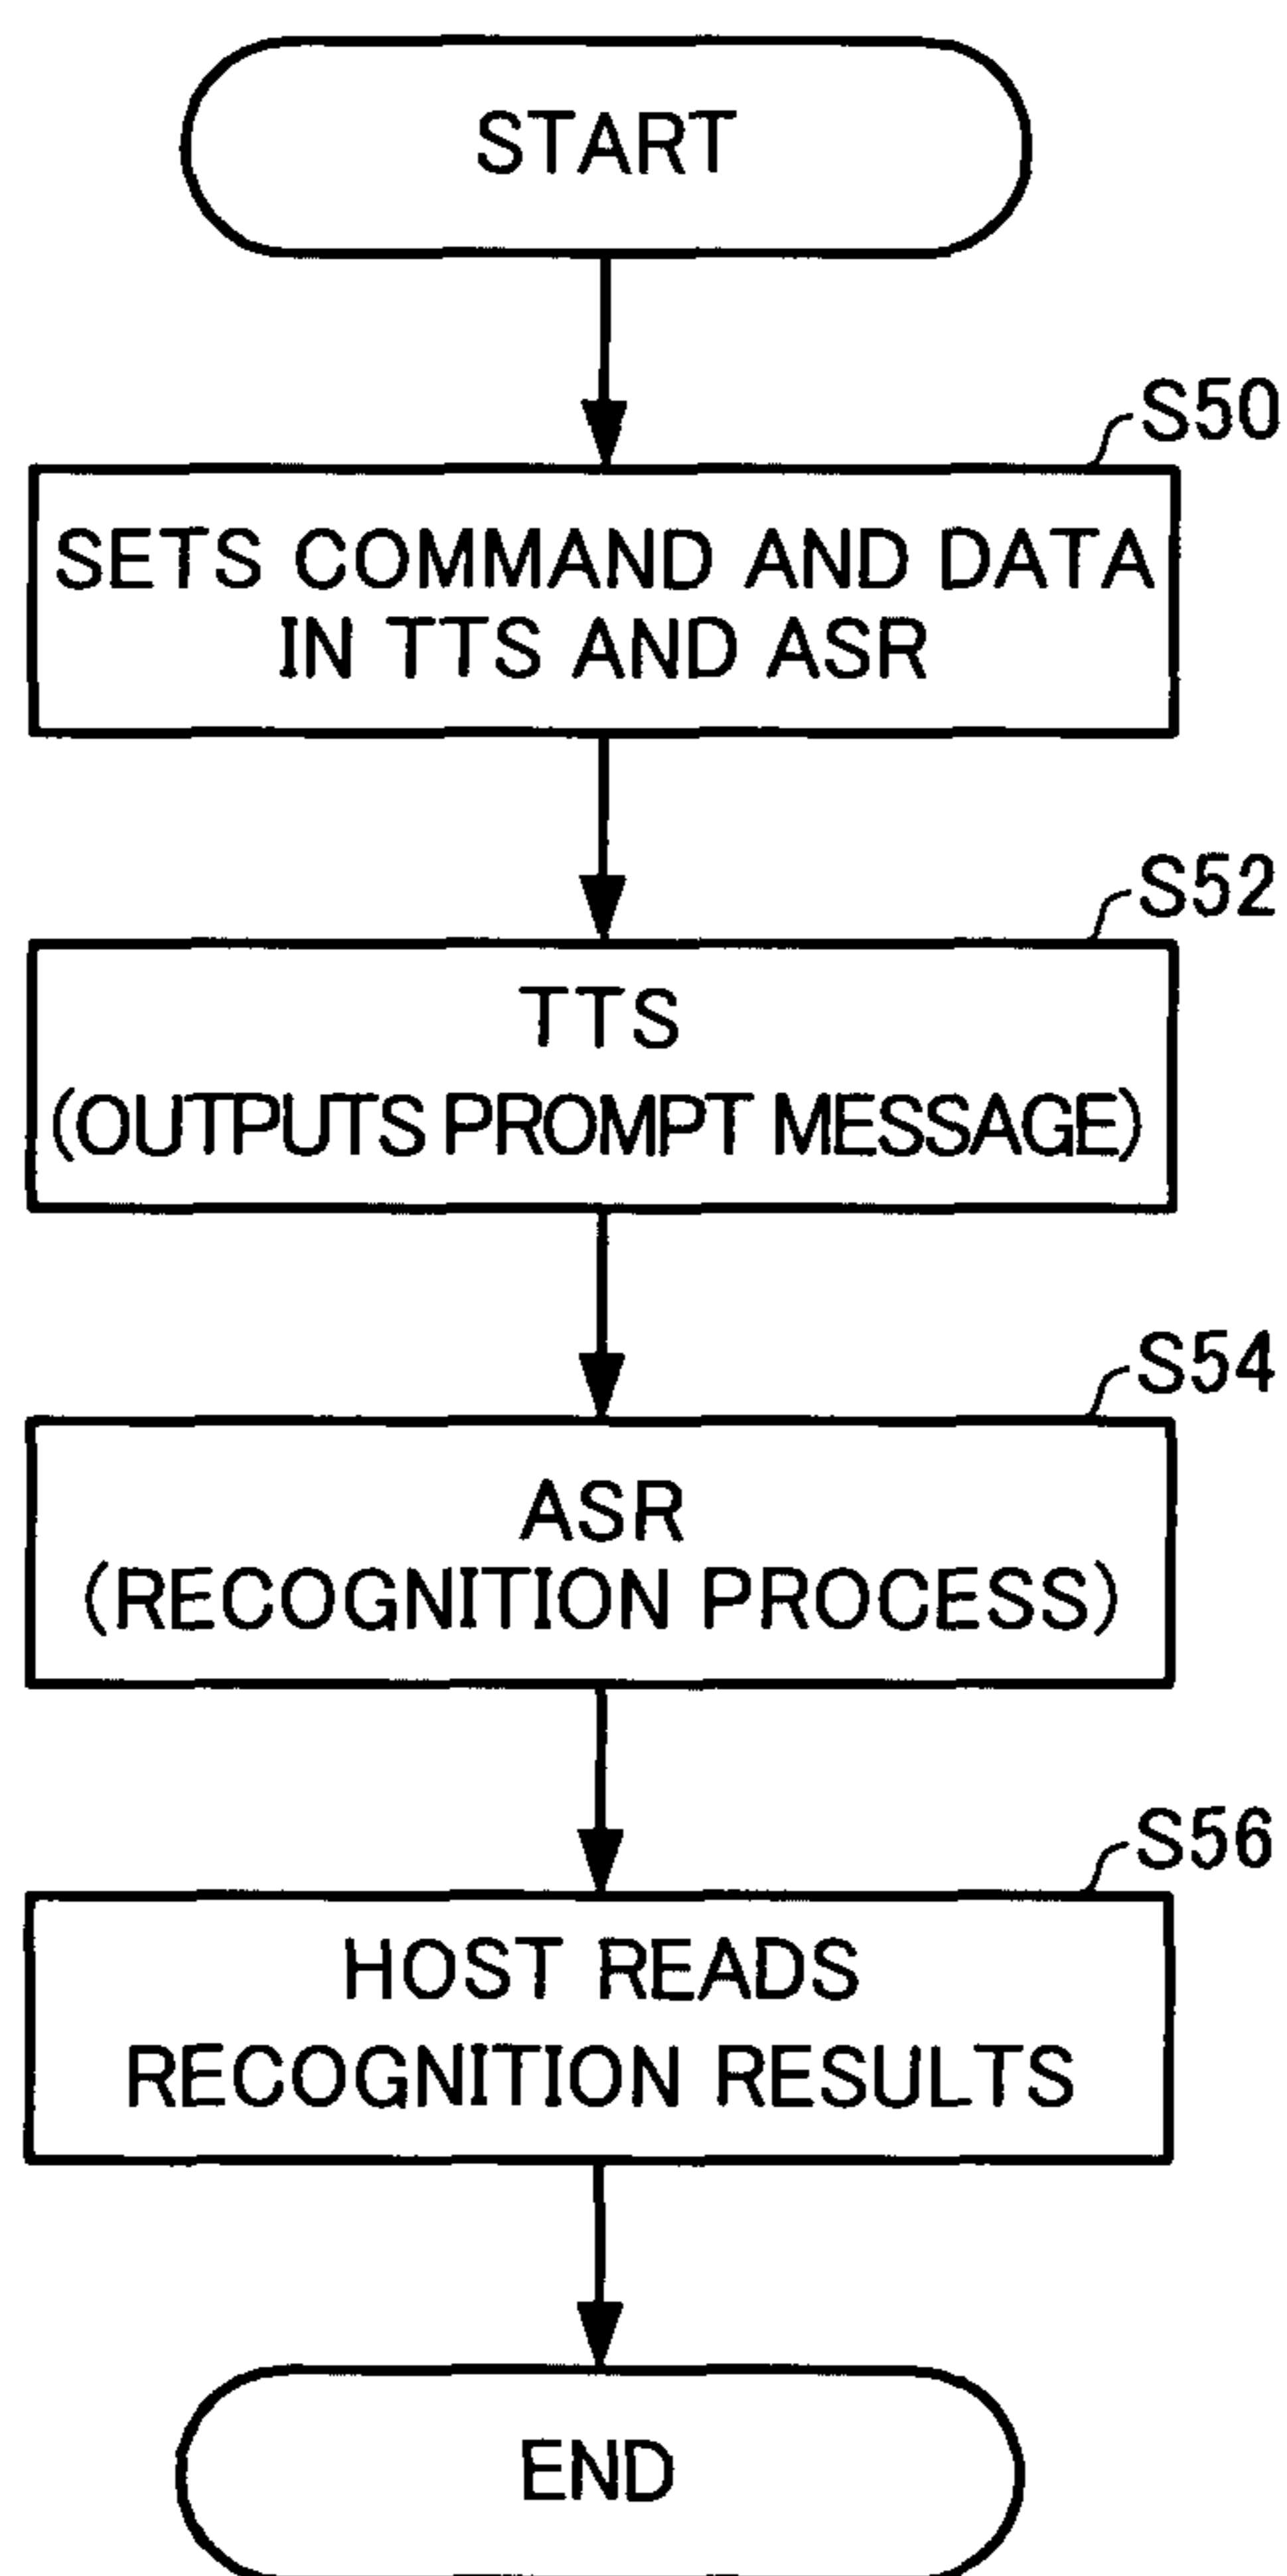 START
S50
SETS COMMAND AND DATA
IN TTS AND ASR
S52
TTS
(OUTPUTS PROMPT MESSAGE)
S54
ASR
(RECOGNITION PROCESS)
S56
HOST READS
RECOGNITION RESULTS
END